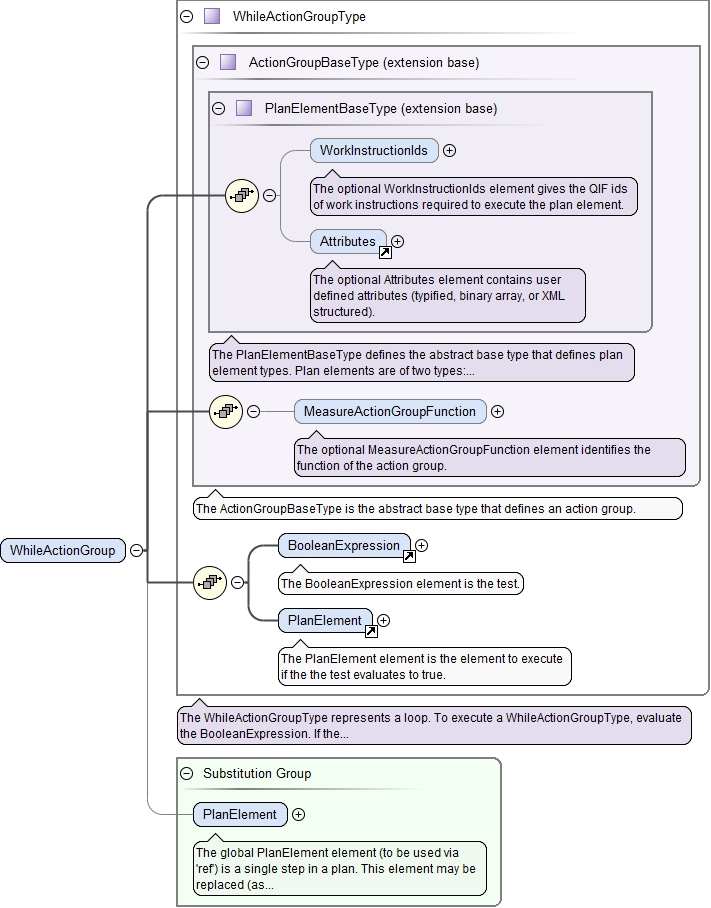 WhileActionGroupType
ActionGroupBaseType (extension base)
PlanElementBaseType (extension base)
WorkInstructionIds
The optional WorkInstructionIds element gives the QIF ids
of work instructions required to execute the plan element.
Attributes
The optional Attributes element contains user
defined attributes (typified, binary array, or XML
structured).
The PlanElementBaseType defines the abstract base type that defines plan
element types. Plan elements are of two types:...
MeasureActionGroupFunction
The optional MeasureActionGroupFunction element identifies the
function of the action group.
The ActionGroupBaseType is the abstract base type that defines an action group.
WhileActionGroup
BooleanExpression
The BooleanExpression element is the test.
PlanElement
The PlanElement element is the element to execute
if the the test evaluates to true.
The WhileActionGroupType represents a loop. To execute a WhileActionGroupType, evaluate
the BooleanExpression. If the...
Substitution Group
PlanElement
The global PlanElement element (to be used via
'ref') is a single step in a plan. This element may be
replaced (as...